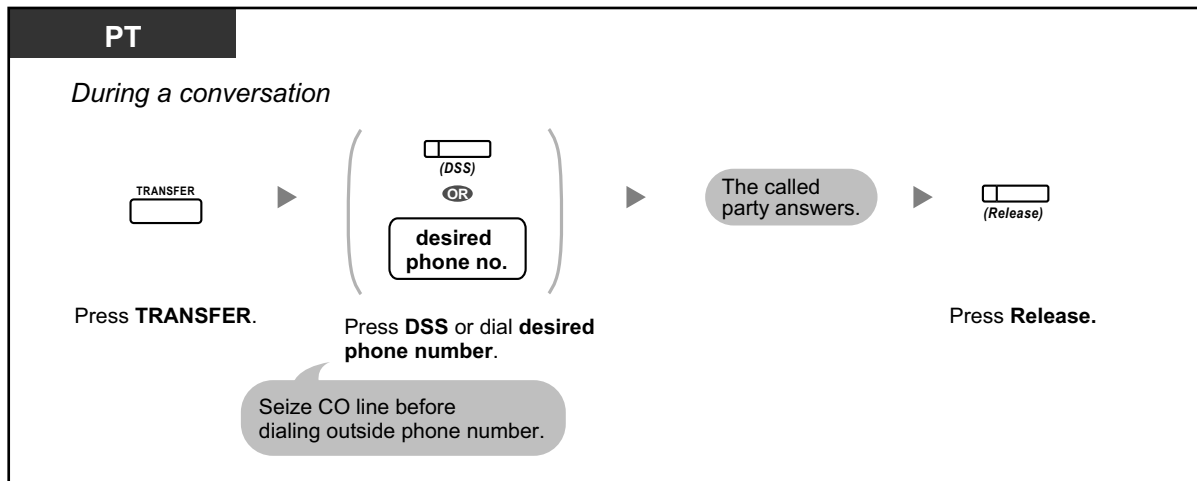 PT
During a conversation
TRANSFER
(DSS)
OR
desired
phone no.
The called
party answers.
(Release)
Press TRANSFER.
Press DSS or dial desired
phone number.
Press Release.
Seize CO line before
dialing outside phone number.